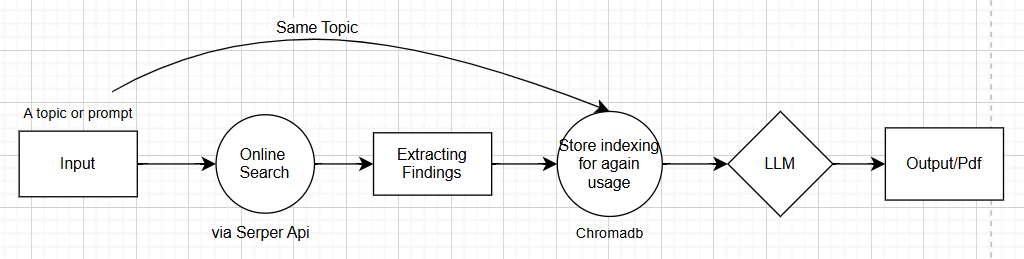 Same Topic
A topic or prompt
Input
Online
Search
via Serper Api
Extracting
Findings
Store indexing
for again
usage
Chromadb
LLM
Output/Pdf